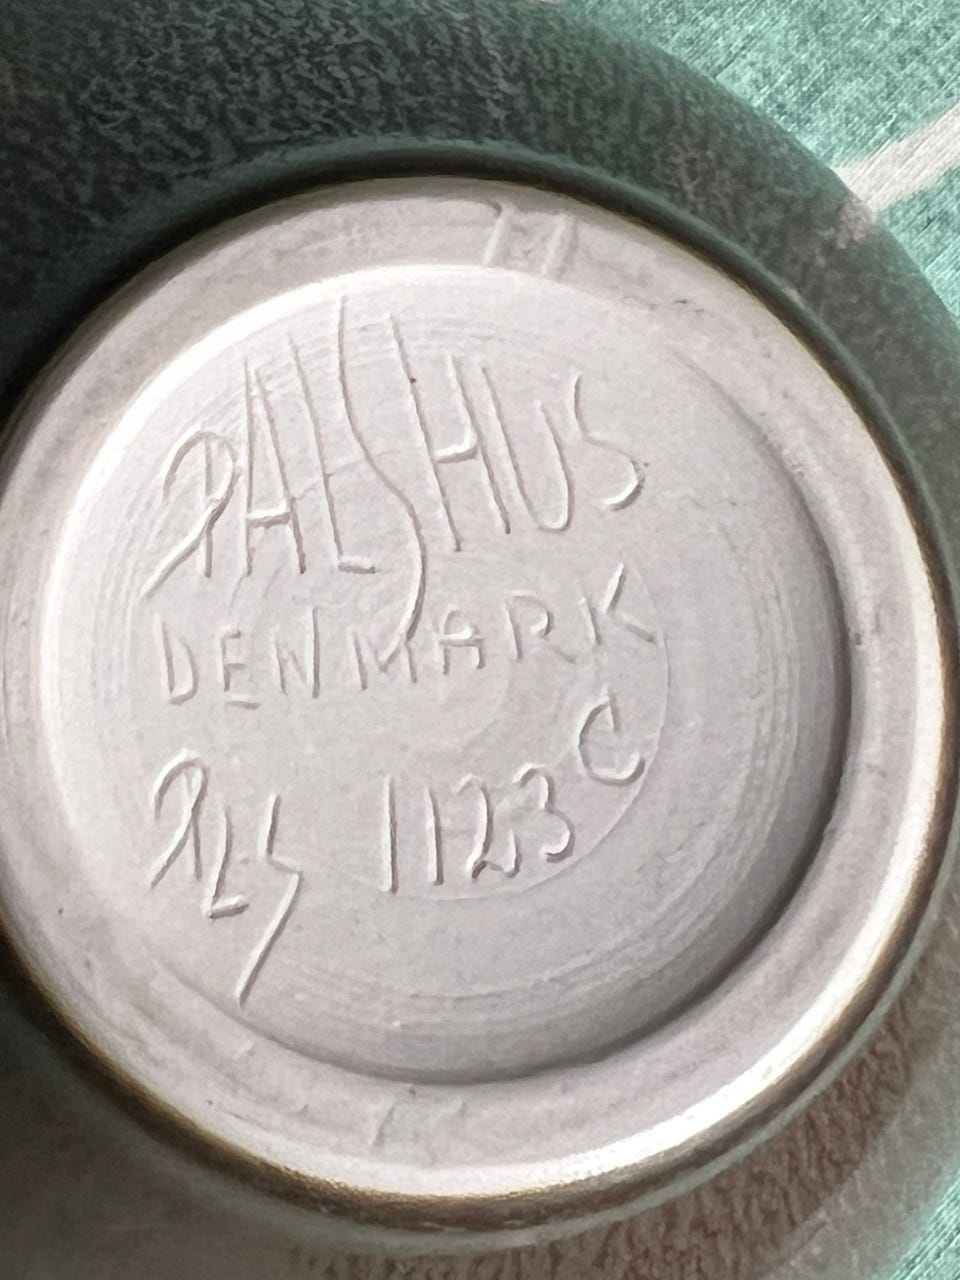 PALSHUS
DENMARK
PLS 1123 C